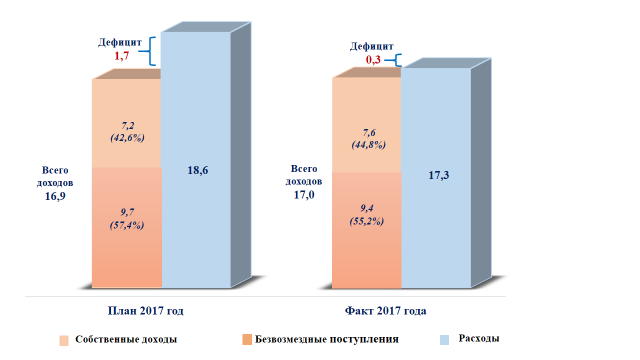 Дефицит
1,7
7,2
(42,6%)
Всего
доходов
16,9
9,7
(57,4%)
18,6
План 2017 год
Дефицит
0,3
7,6
(44,8%)
Всего
доходов
17,0
9,4
(55,2%)
17,3
Факт 2017 года
Собственные доходы
Безвозмездные поступления
Расходы